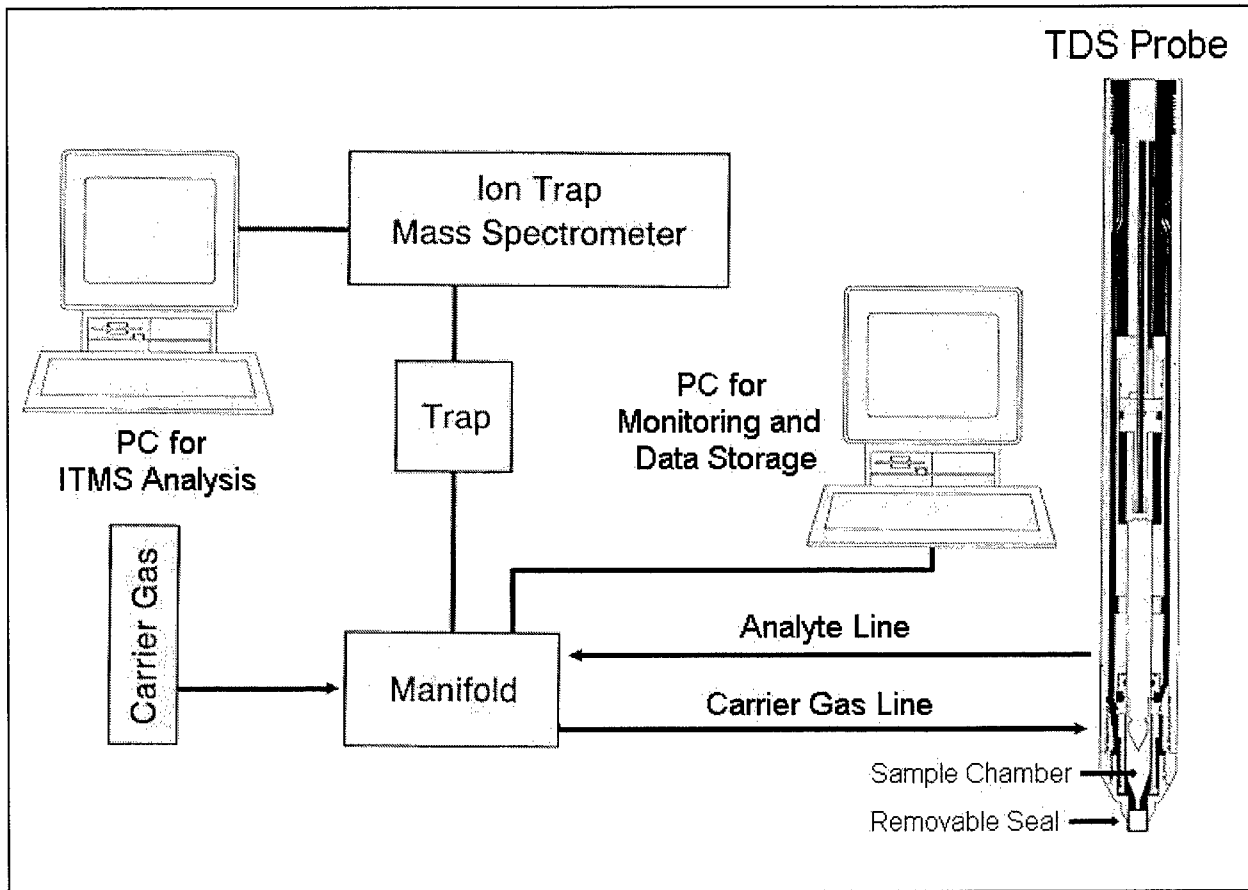 TDS Probe
Ion Trap
Mass Spectrometer
Trap
PC for
Monitoring and
Data Storage
PC for
ITMS Analysis
Carrier Gas
Manifold
Analyte Line
Carrier Gas Line
Sample Chamber
Removable Seal